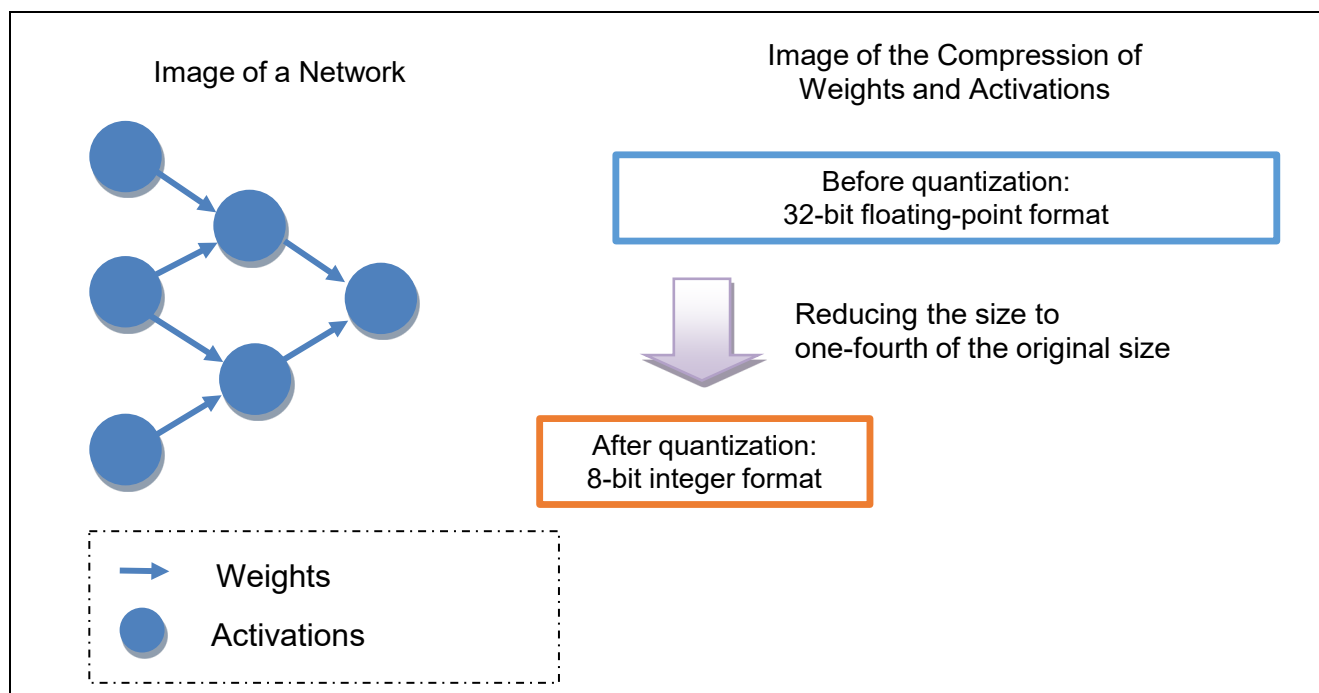 Image of a Network
Image of the Compression of
Weights and Activations
Before quantization:
32-bit floating-point format
Reducing the size to
one-fourth of the original size
After quantization:
8-bit integer format
Weights
Activations